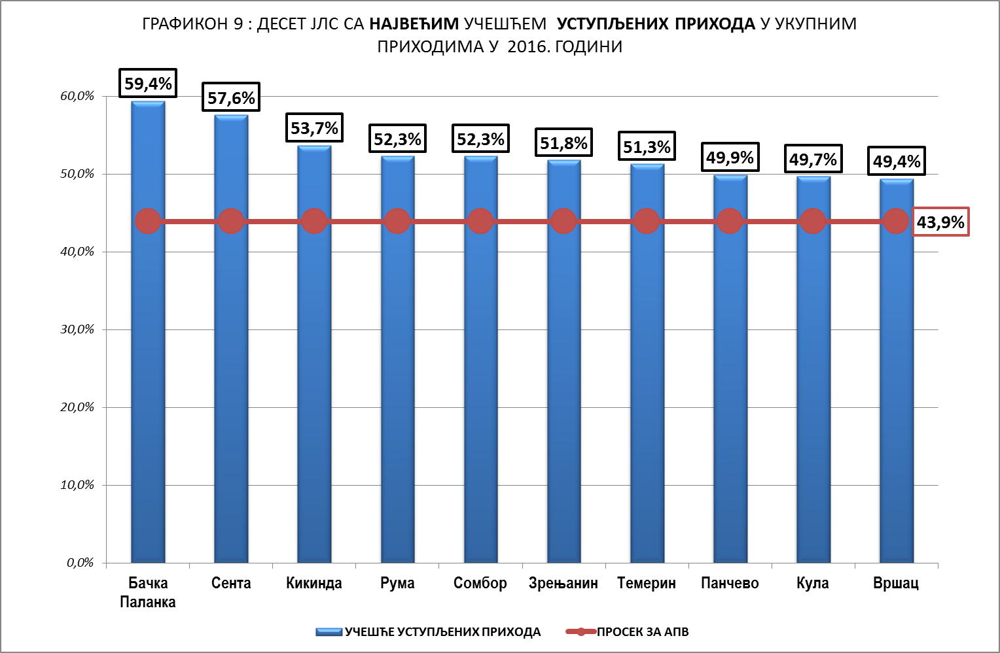 ГРАФИКОН 9 : ДЕСЕТ ЈЛС СА НАЈВЕЋИМ УЧЕШЋЕМ УСТУПЉЕНИХ ПРИХОДА У УКУПНИМ
ПРИХОДИМА У 2016. ГОДИНИ
59,4%
57,6%
53,7%
52,3%
52,3%
51,8%
51,3%
49,9%
49,7%
49,4%
43,9%
60,0%
50,0%
40,0%
30,0%
20,0%
10,0%
0,0%
Бачка
Паланка
Сента
Кикинда
Рума
Сомбор
Зрењанин
Темерин
Панчево
Кула
Вршац
УЧЕШЋЕ УСТУПЉЕНИХ ПРИХОДА
ПРОСЕК ЗА АПВ